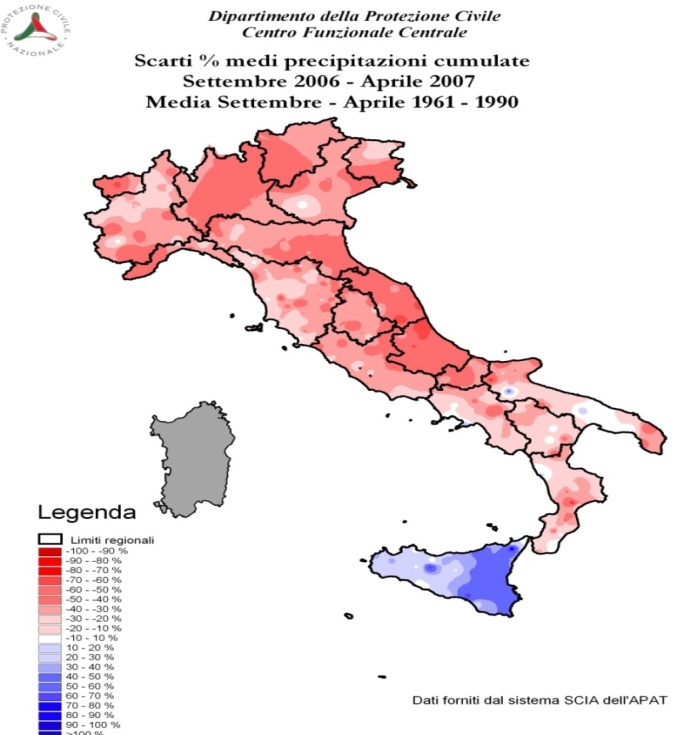 PROTEZIONE CIVILE
NAZIONALE
Dipartimento della Protezione Civile
Centro Funzionale Centrale
Scarti % medi precipitazioni cumulate
Settembre 2006 - Aprile 2007
Media Settembre - Aprile 1961 - 1990
Legenda
Limiti regionali
-100 - -90 %
-90 - -80 %
-80 - -70 %
-70 - -60 %
-60 - -50 %
-50 - -40 %
-40 - -30 %
-30 - -20 %
-20 - -10 %
-10 - 10 %
10 - 20 %
20 - 30 %
30 - 40 %
40 - 50 %
50 - 60 %
60 - 70 %
70 - 80 %
80 - 90 %
90 - 100 %
>100 %
Dati forniti dal sistema SCIA dell'APAT